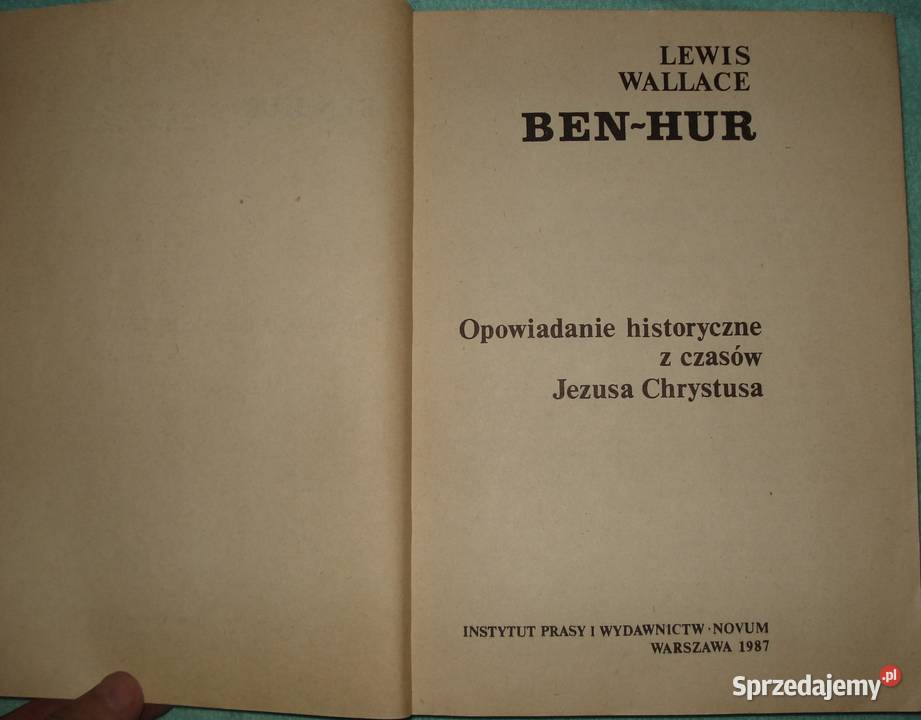 LEWIS
WALLACE
BEN-HUR
Opowiadanie historyczne
z czasów
Jezusa Chrystusa
INSTYTUT PRASY I WYDAWNICTW·NOVUM
WARSZAWA 1987
Sprzedajemy.pl